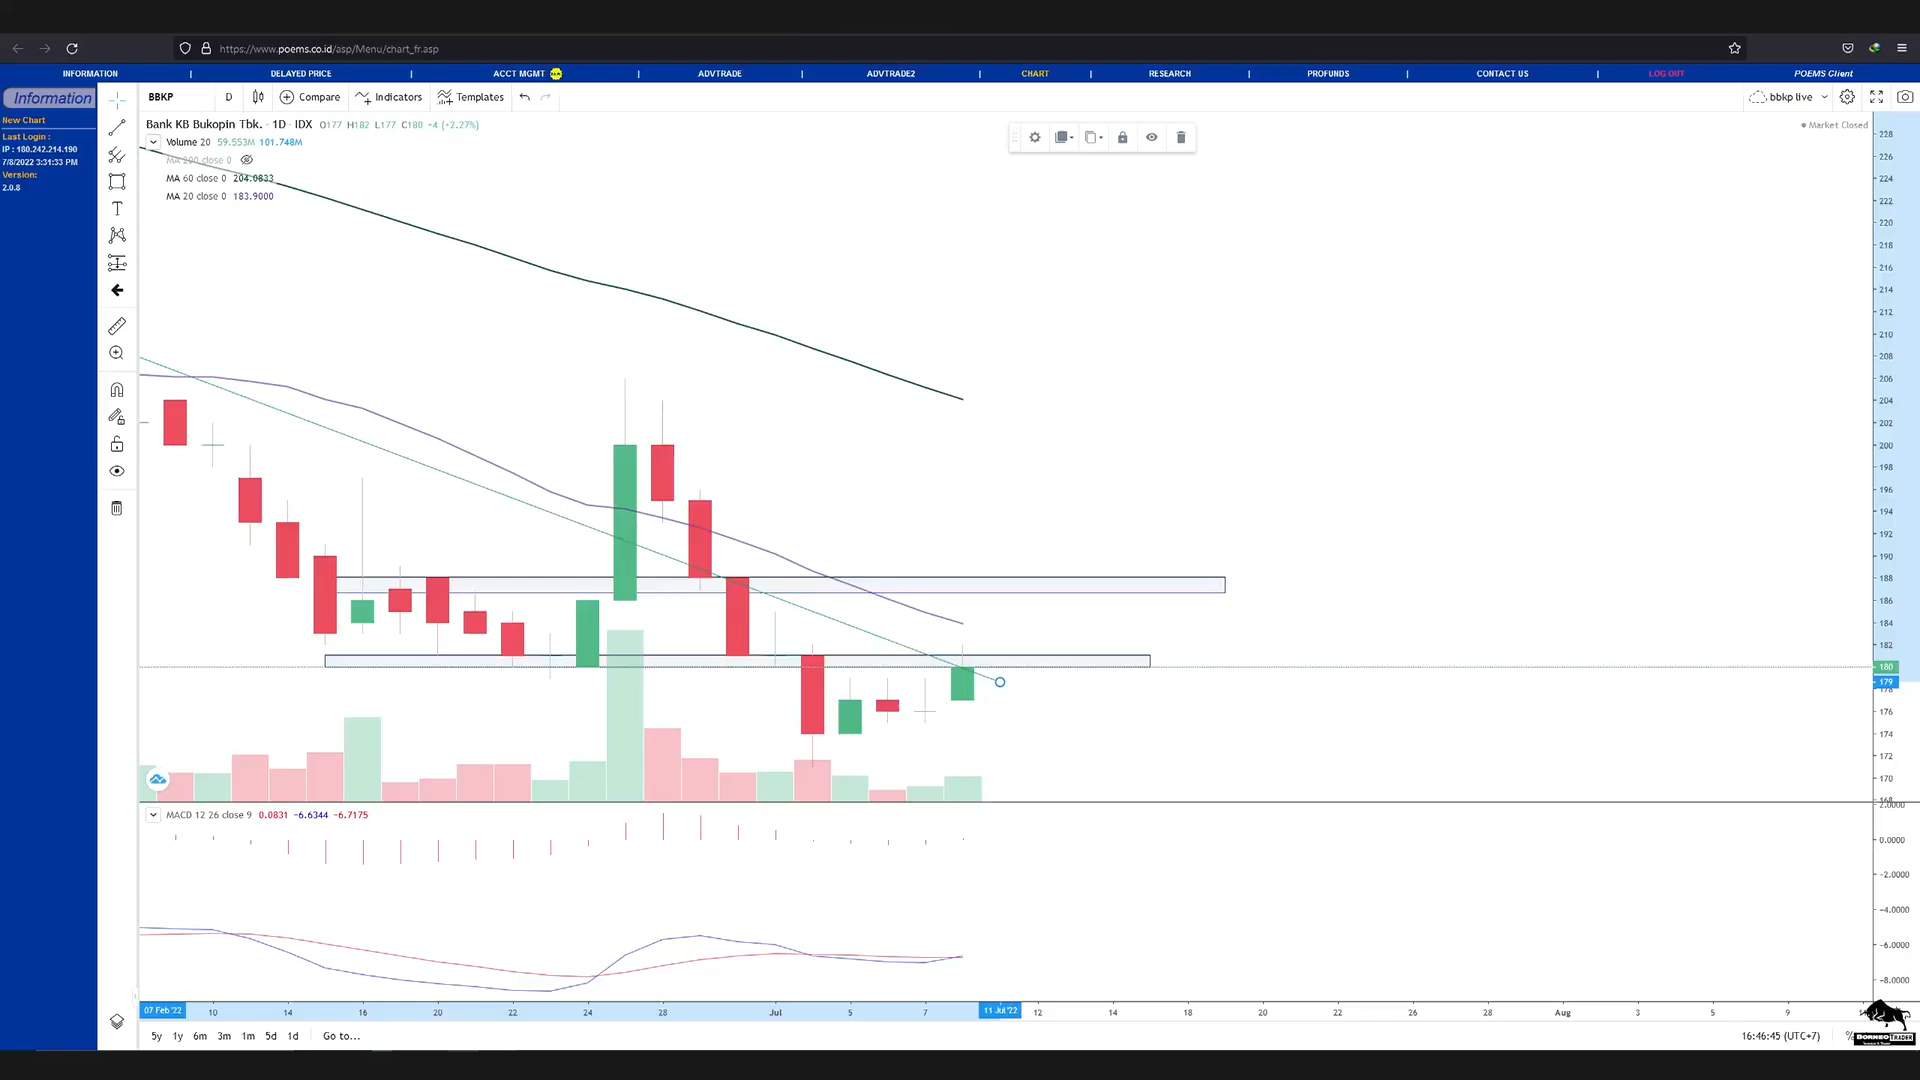 https://www.poems.co.id/asp/Menu/chart_fr.asp
INFORMATION | DELAYED PRICE | ACCT MGMT | ADVTRADE | ADVTRADE2 | CHART | RESEARCH | PROFUNDS | CONTACT US | LOG OUT POEMS Client
Information
New Chart
Last Login :
IP : 180.242.214.190
7/8/2022 3:31:33 PM
Version:
2.0.8
BBKP D Compare Indicators Templates bbkp live
Bank KB Bukopin Tbk. · 1D · IDX O177 H182 L177 C180 +4 (+2.27%)
Market Closed
Volume 20 59.553M 101.748M
MA 200 close 0
MA 60 close 0 204.0833
MA 20 close 0 183.9000
228
226
224
222
220
218
216
214
212
210
208
206
204
202
200
198
196
194
192
190
188
186
184
182
180
179
178
176
174
172
170
168
MACD 12 26 close 9 0.0831 -6.6344 -6.7175
2.0000
0.0000
-2.0000
-4.0000
-6.0000
-8.0000
07 Feb '22 10 14 16 20 22 24 28 Jul 5 7 11 Jul '22 12 14 18 20 22 26 28 Aug 3 5 9
5y 1y 6m 3m 1m 5d 1d Go to... 16:46:45 (UTC+7) %
BORNEO TRADER